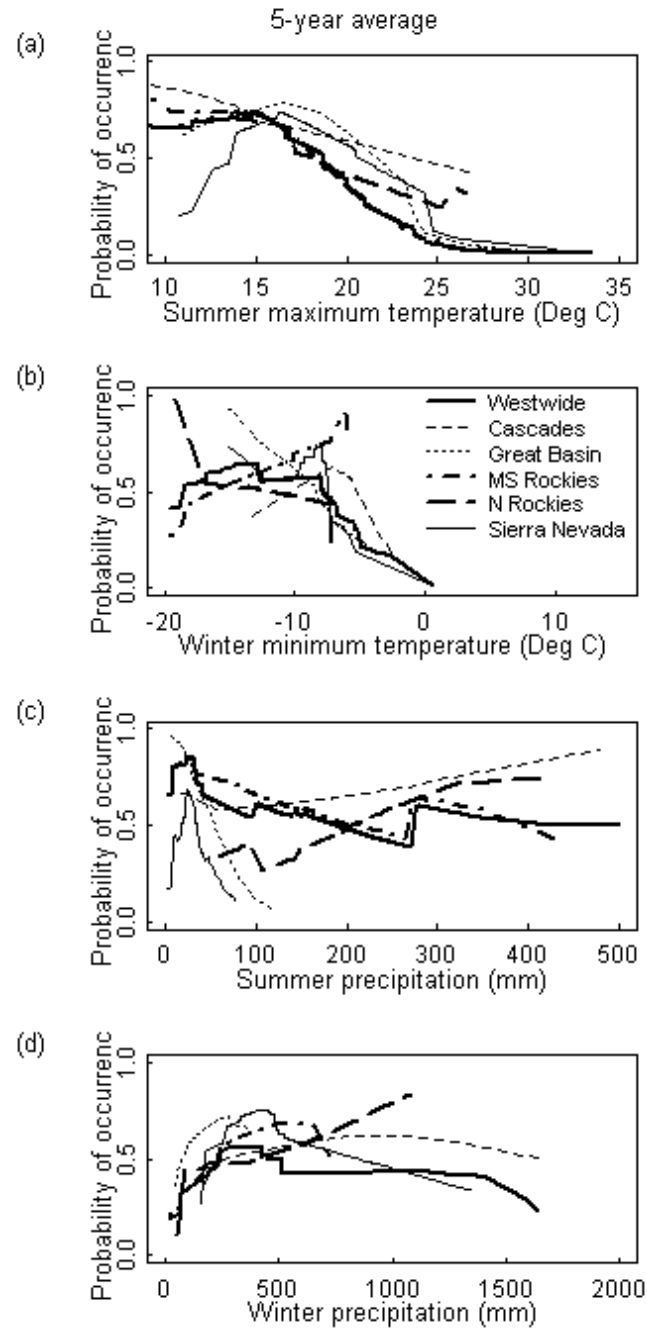 5-year average
(a)
Probability of occurrenc
0.0 0.5 1.0
10 15 20 25 30 35
Summer maximum temperature (Deg C)
(b)
Probability of occurrenc
0.0 0.5 1.0
Westwide
Cascades
Great Basin
MS Rockies
N Rockies
Sierra Nevada
-20 -10 0 10
Winter minimum temperature (Deg C)
(c)
Probability of occurrenc
0.0 0.5 1.0
0 100 200 300 400 500
Summer precipitation (mm)
(d)
Probability of occurrenc
0.0 0.5 1.0
0 500 1000 1500 2000
Winter precipitation (mm)